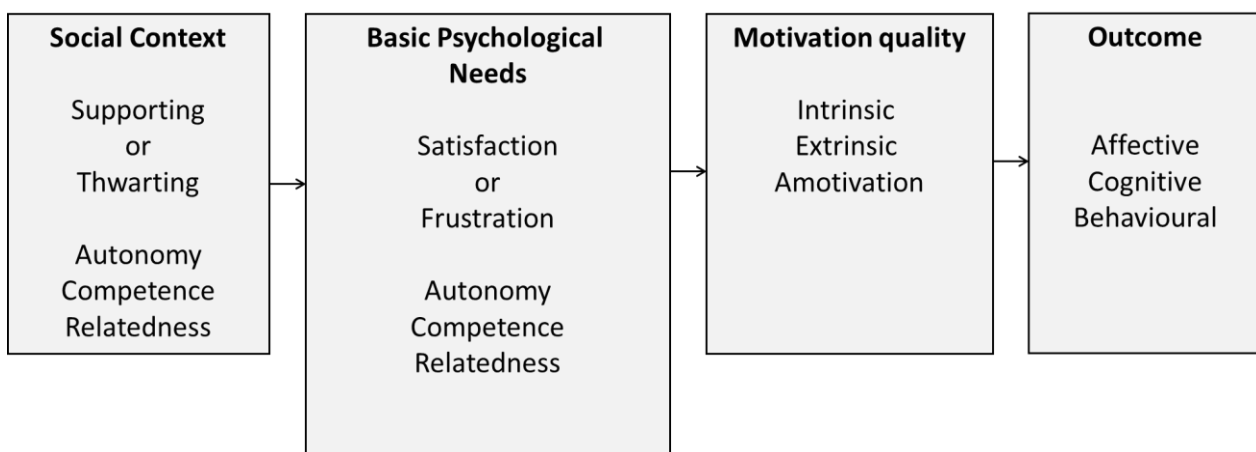 Social Context
Supporting
or
Thwarting
Autonomy
Competence
Relatedness
Basic Psychological
Needs
Satisfaction
or
Frustration
Autonomy
Competence
Relatedness
Motivation quality
Intrinsic
Extrinsic
Amotivation
Outcome
Affective
Cognitive
Behavioural